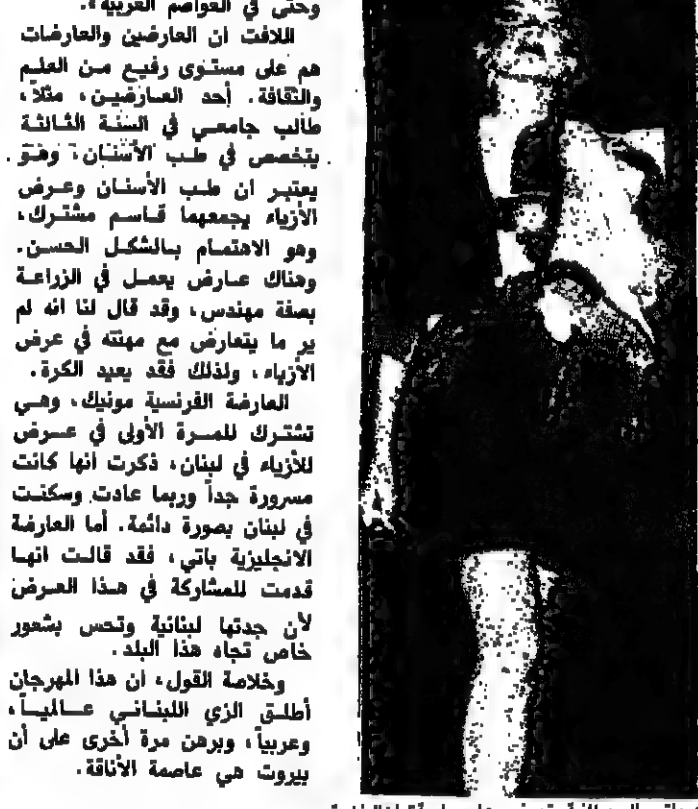 وحتى في العواصم الغربية».
اللافت ان العارضين والعارضات
هم على مستوى رفيع من العلم
والثقافة. أحد العارضين، مثلاً،
طالب جامعي في السنة الثالثة
يتخصص في طب الأسنان، وهو
يعتبر ان طب الأسنان وعرض
الأزياء يجمعهما قاسم مشترك،
وهو الاهتمام بالشكل الحسن.
وهناك عارض يعمل في الزراعة
بصفة مهندس، وقد قال لنا انه لم
ير ما يتعارض مع مهنته في عرض
الأزياء، ولذلك فقد يعيد الكرة.
العارضة الفرنسية مونيك، وهي
تشترك للمرة الأولى في عرض
للأزياء في لبنان، ذكرت انها كانت
مسرورة جداً وربما عادت وسكنت
في لبنان بصورة دائمة. أما العارضة
الانجليزية باتي، فقد قالت انها
قدمت للمشاركة في هذا العرض
لأن جدتها لبنانية وتحس بشعور
خاص تجاه هذا البلد.
وخلاصة القول، ان هذا المهرجان
أطلق الزي اللبناني عالمياً،
وعربياً، وبرهن مرة أخرى على أن
بيروت هي عاصمة الأناقة.